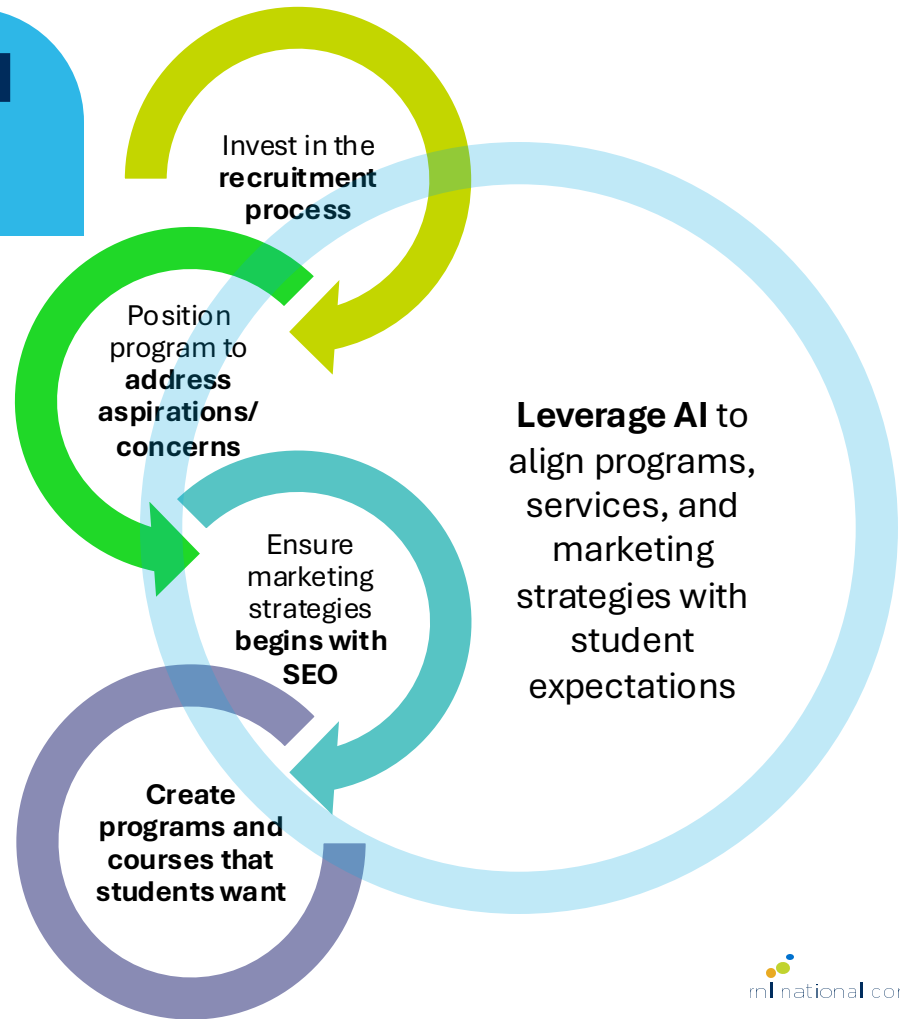 Invest in the
recruitment
process
Position
program to
address
aspirations/
concerns
Ensure
marketing
strategies
begins with
SEO
Create
programs and
courses that
students want
Leverage AI to
align programs,
services, and
marketing
strategies with
student
expectations
rnl national